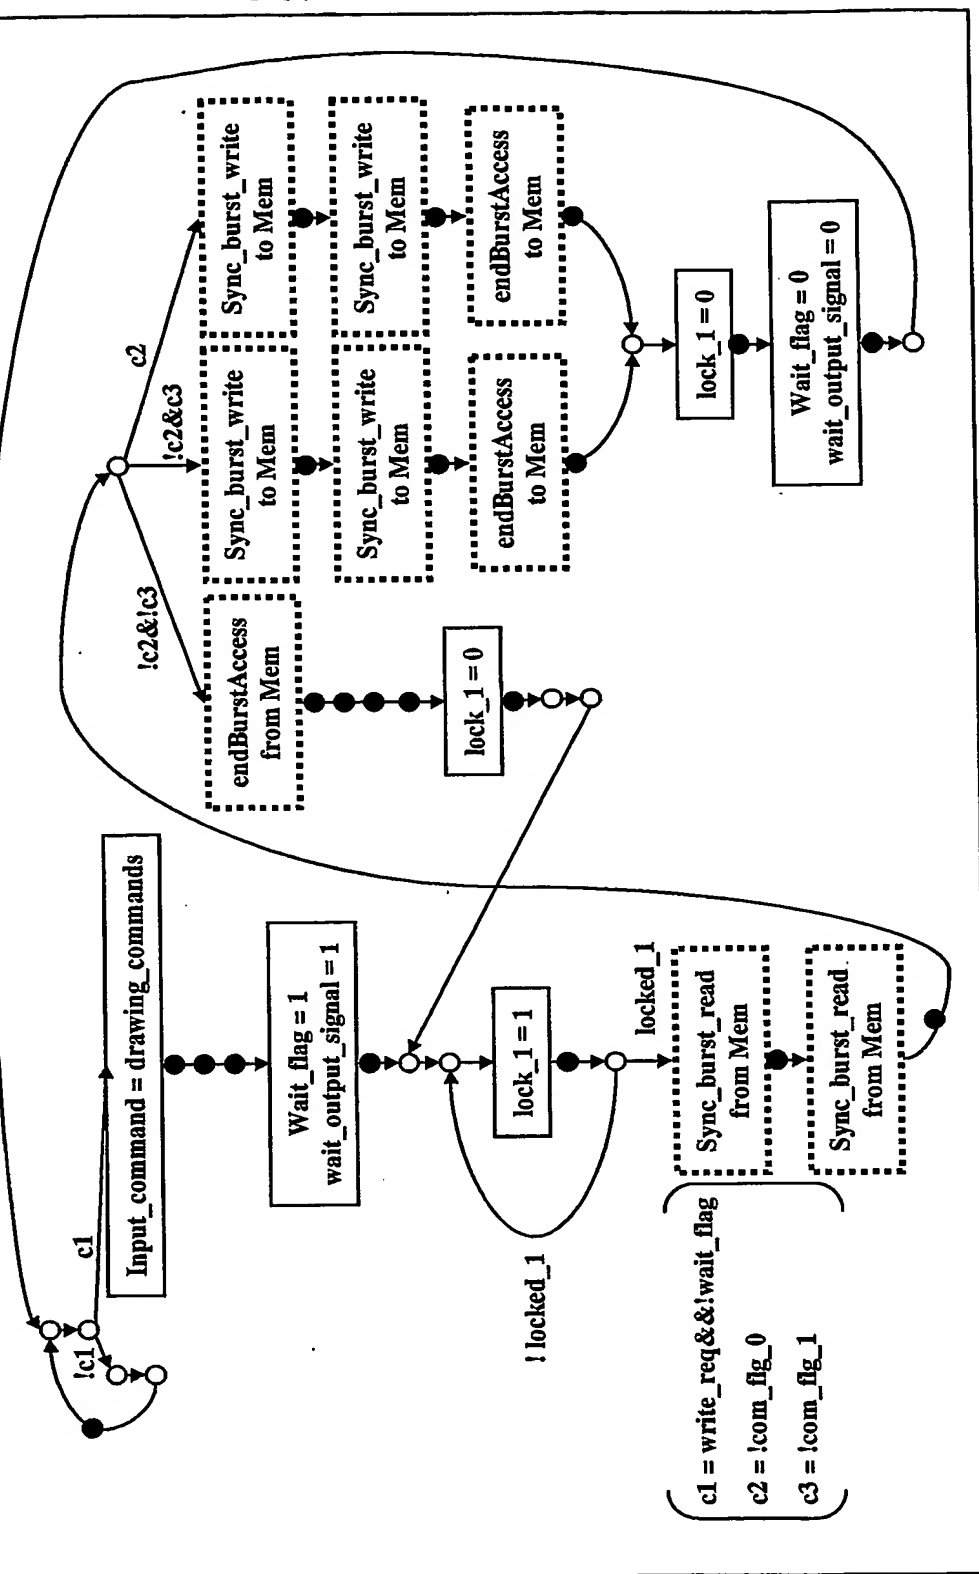 !c1
c1
Input_command = drawing_commands
Wait_flag = 1
wait_output_signal = 1
lock_1 = 1
! locked_1
locked_1
Sync_burst_read
from Mem
Sync_burst_read
from Mem
c1 = write_req&&!wait_flag
c2 = !com_flg_0
c3 = !com_flg_1
!c2&!c3
!c2&c3
c2
endBurstAccess
from Mem
lock_1 = 0
Sync_burst_write
to Mem
Sync_burst_write
to Mem
endBurstAccess
to Mem
Sync_burst_write
to Mem
Sync_burst_write
to Mem
endBurstAccess
to Mem
lock_1 = 0
Wait_flag = 0
wait_output_signal = 0